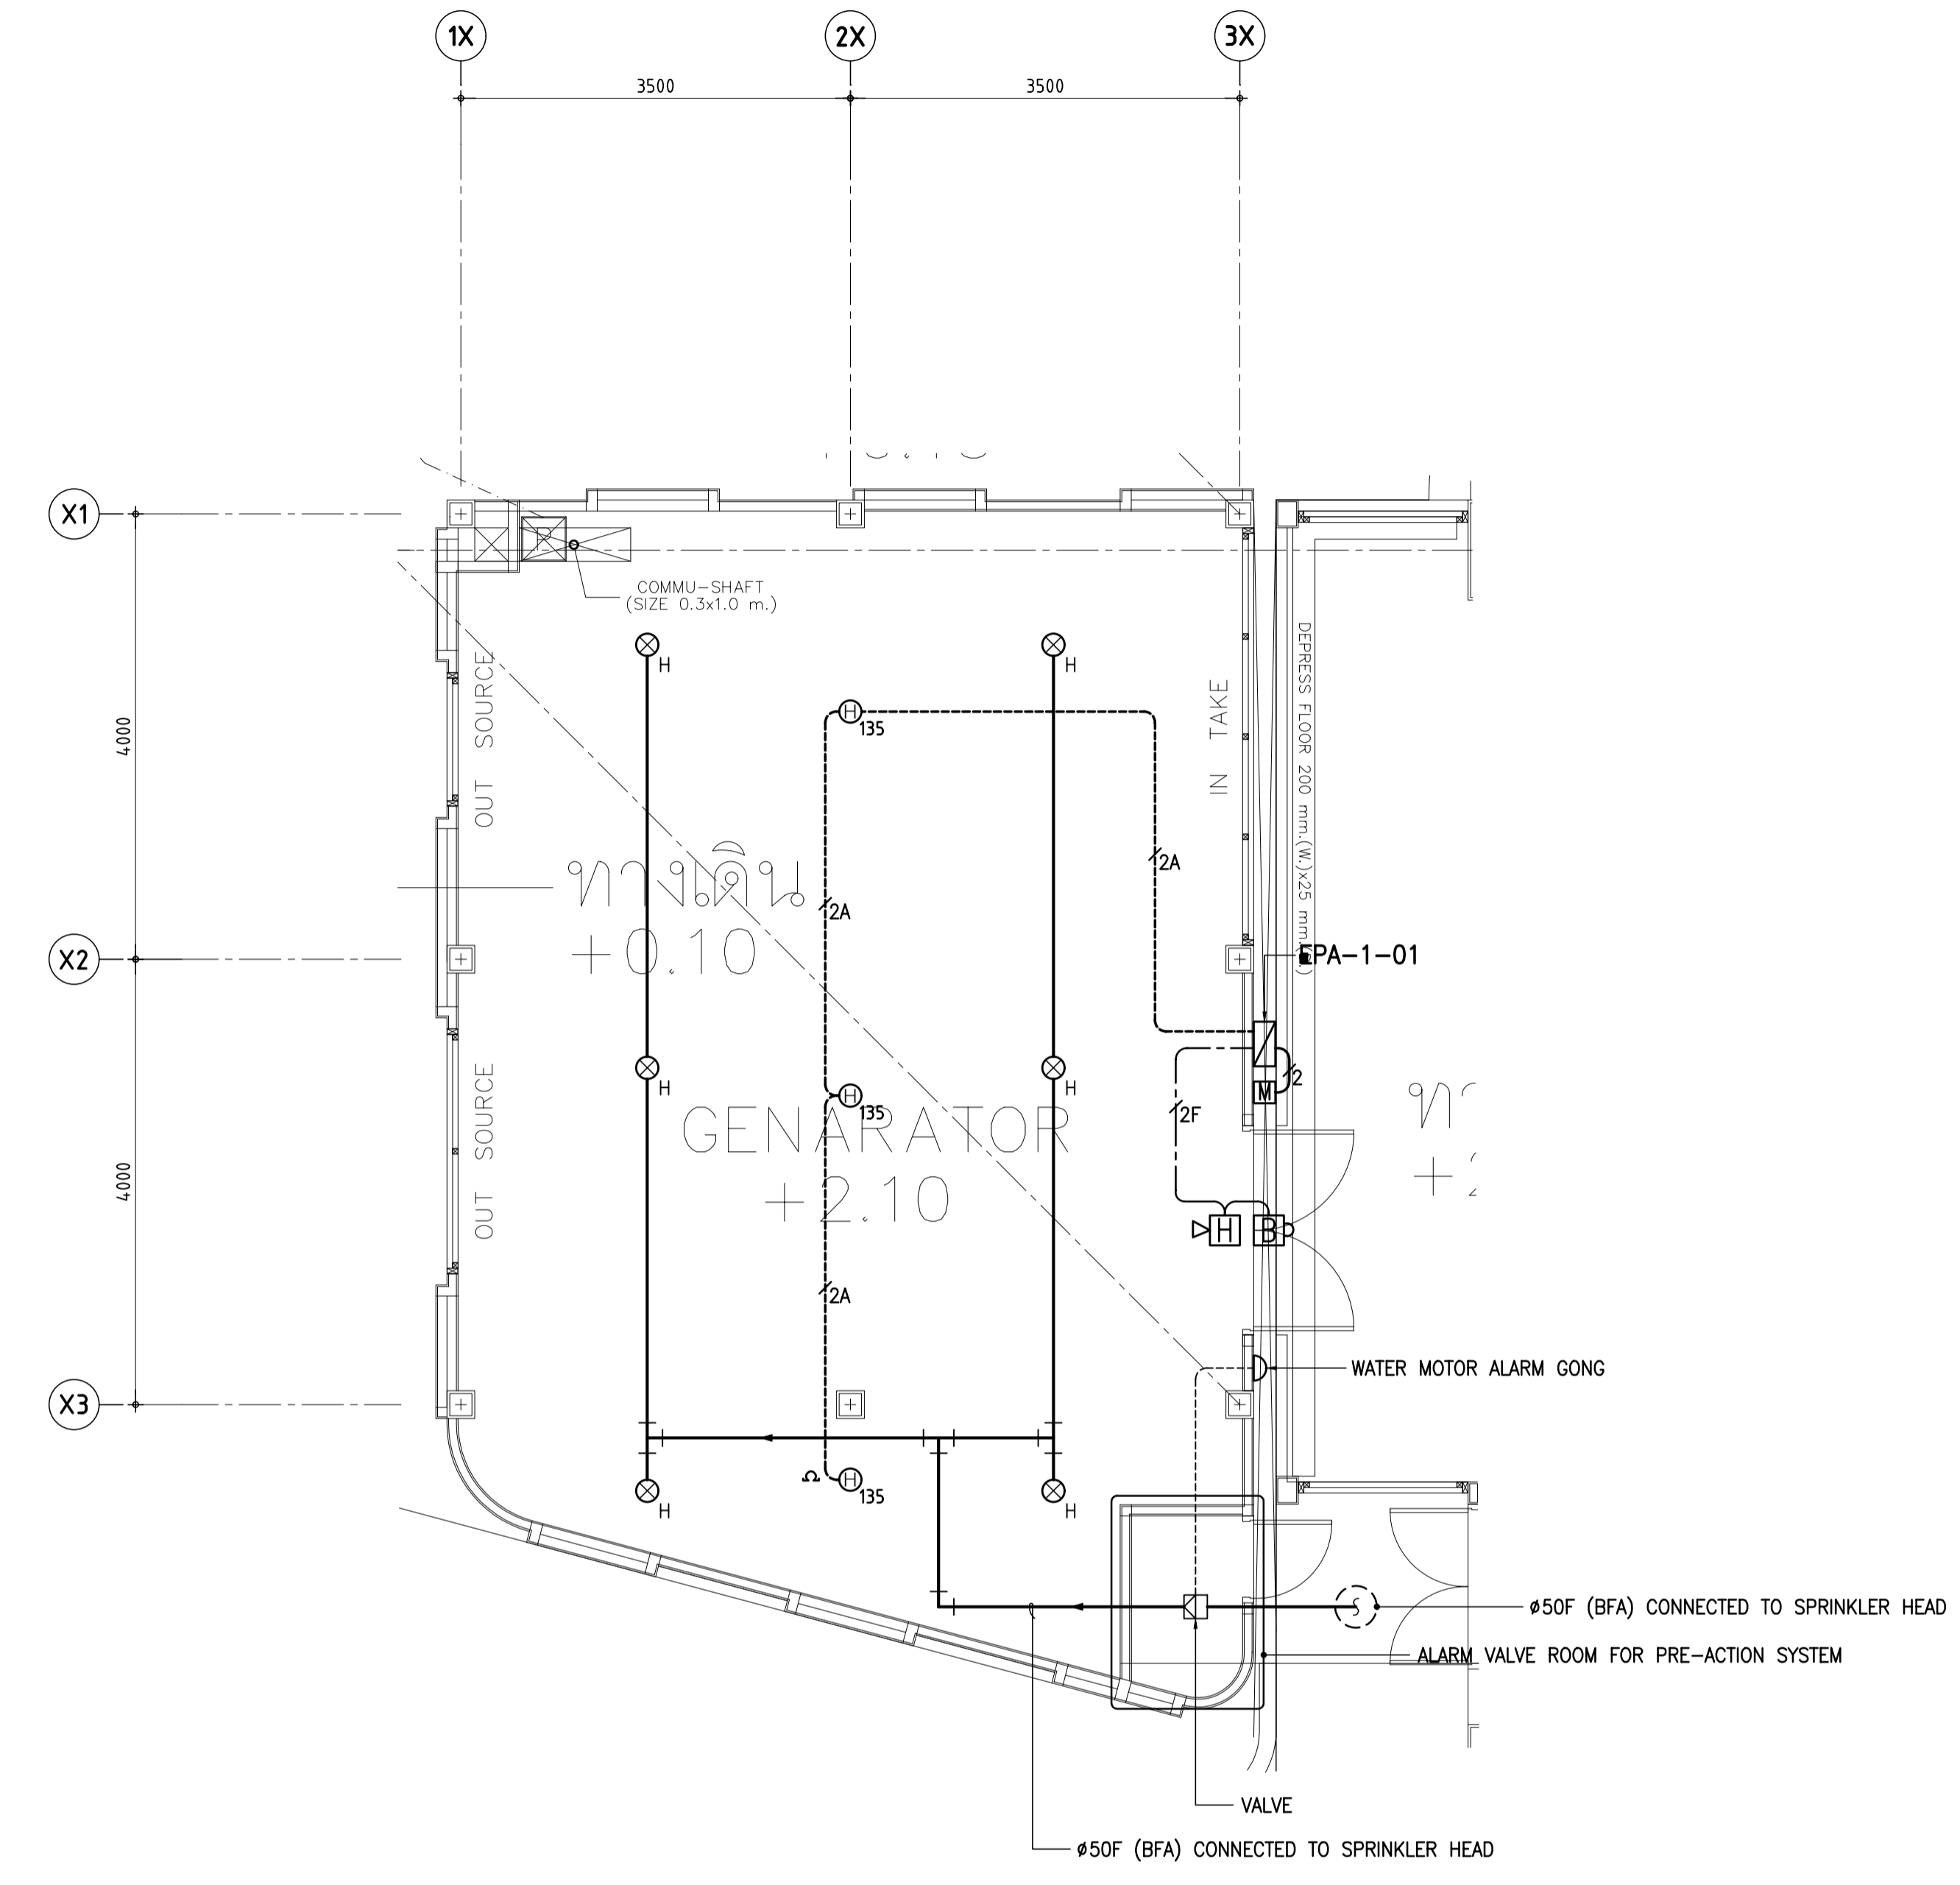 1X
2X
3X
3500
3500
X1
COMMU-SHAFT
(SIZE 0.3x1.0 m.)
P
H
H
OUT SOURCE
IN TAKE
DEPRESS FLOOR 200 mm.(W.)x25 mm.
H
135
4000
2A
2A
ทางเดิน
+0.10
X2
EPA-1-01
M
2
H
H
H
135
2F
GENARATOR
+2.10
OUT SOURCE
4000
H
B
2A
WATER MOTOR ALARM GONG
X3
H
135
H
H
ø50F (BFA) CONNECTED TO SPRINKLER HEAD
ALARM VALVE ROOM FOR PRE-ACTION SYSTEM
VALVE
ø50F (BFA) CONNECTED TO SPRINKLER HEAD